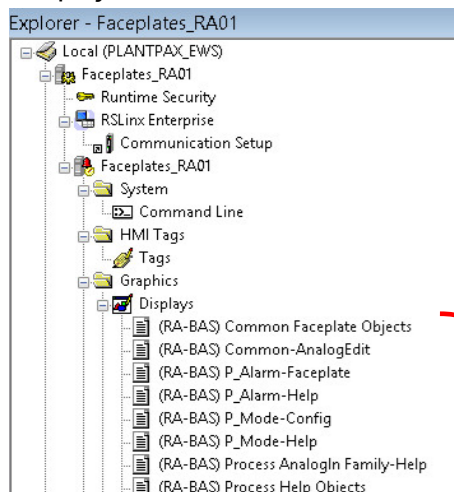 Explorer - Faceplates_RA01
Local (PLANTPAX_EWS)
Faceplates_RA01
Runtime Security
RSLinx Enterprise
Communication Setup
Faceplates_RA01
System
Command Line
HMI Tags
Tags
Graphics
Displays
(RA-BAS) Common Faceplate Objects
(RA-BAS) Common-AnalogEdit
(RA-BAS) P_Alarm-Faceplate
(RA-BAS) P_Alarm-Help
(RA-BAS) P_Mode-Config
(RA-BAS) P_Mode-Help
(RA-BAS) Process AnalogIn Family-Help
(RA-BAS) Process Help Objects